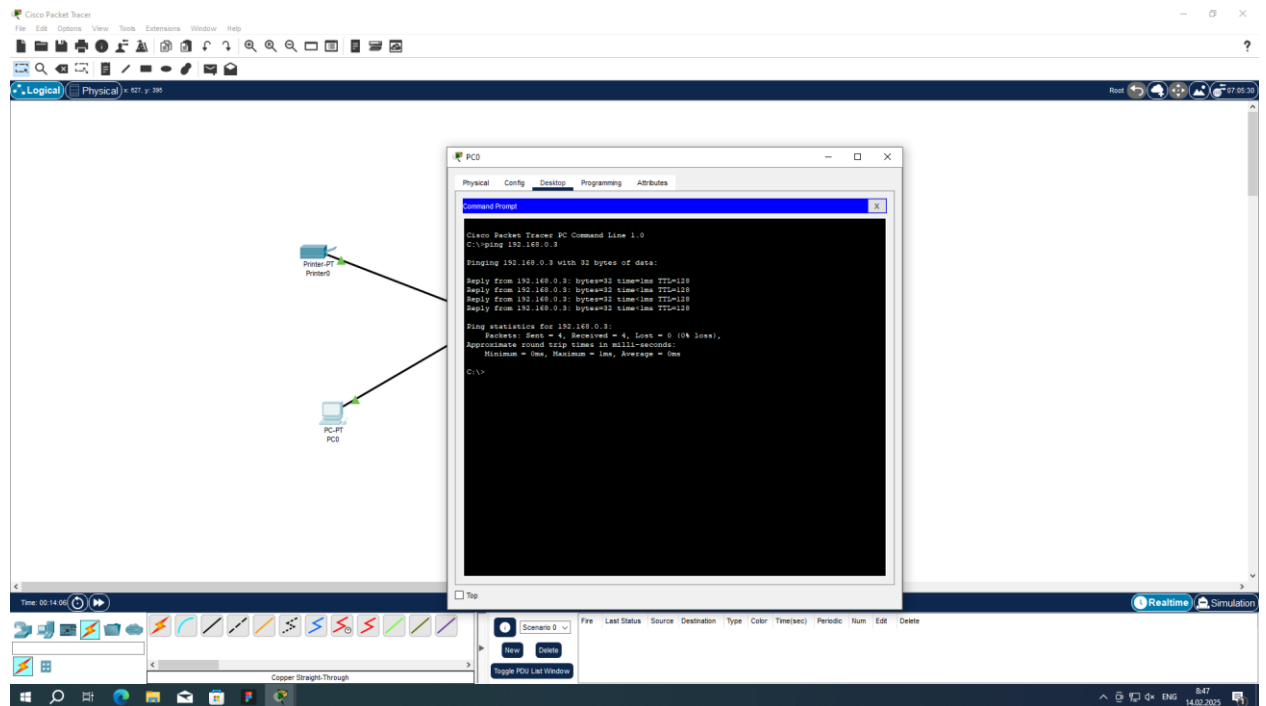 Cisco Packet Tracer
File Edit Options View Tools Extensions Window Help
?
Logical Physical x: 627, y: 395 Root 07:05:30
PC0
Physical Config Desktop Programming Attributes
Command Prompt X
Cisco Packet Tracer PC Command Line 1.0
C:\>ping 192.168.0.3
Pinging 192.168.0.3 with 32 bytes of data:
Reply from 192.168.0.3: bytes=32 time=1ms TTL=128
Reply from 192.168.0.3: bytes=32 time<1ms TTL=128
Reply from 192.168.0.3: bytes=32 time<1ms TTL=128
Reply from 192.168.0.3: bytes=32 time<1ms TTL=128
Ping statistics for 192.168.0.3:
Packets: Sent = 4, Received = 4, Lost = 0 (0% loss),
Approximate round trip times in milli-seconds:
Minimum = 0ms, Maximum = 1ms, Average = 0ms
C:\>
Printer-PT
Printer0
PC-PT
PC0
Top
Time: 00:14:06 Realtime Simulation
Scenario 0
New Delete
Toggle PDU List Window
Fire Last Status Source Destination Type Color Time(sec) Periodic Num Edit Delete
Copper Straight-Through
ENG 8:47
14.02.2025